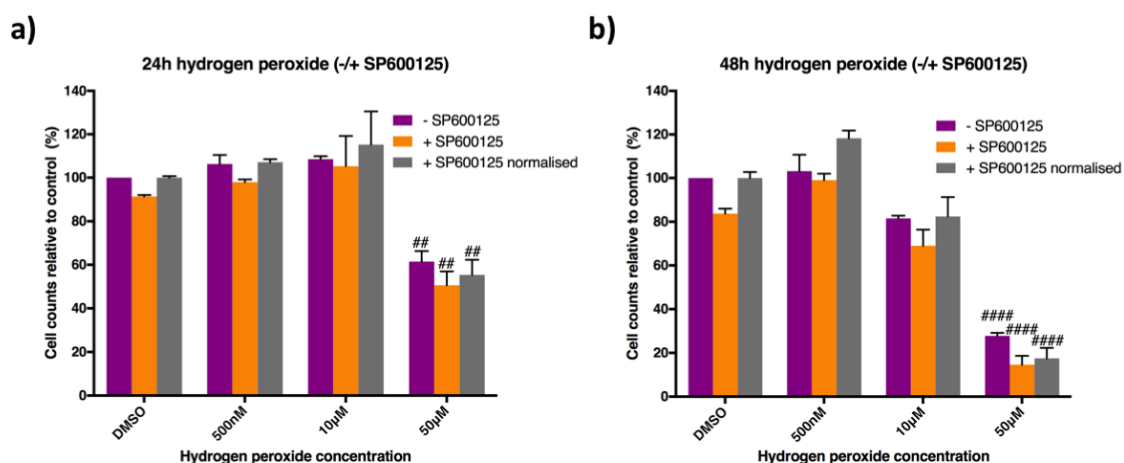 a)
24h hydrogen peroxide (-/+ SP600125)
Cell counts relative to control (%)
140
120
100
80
60
40
20
0
- SP600125
+ SP600125
+ SP600125 normalised
## ## ##
DMSO 500nM 10µM 50µM
Hydrogen peroxide concentration
b)
48h hydrogen peroxide (-/+ SP600125)
Cell counts relative to control (%)
140
120
100
80
60
40
20
0
- SP600125
+ SP600125
+ SP600125 normalised
#### #### ####
DMSO 500nM 10µM 50µM
Hydrogen peroxide concentration